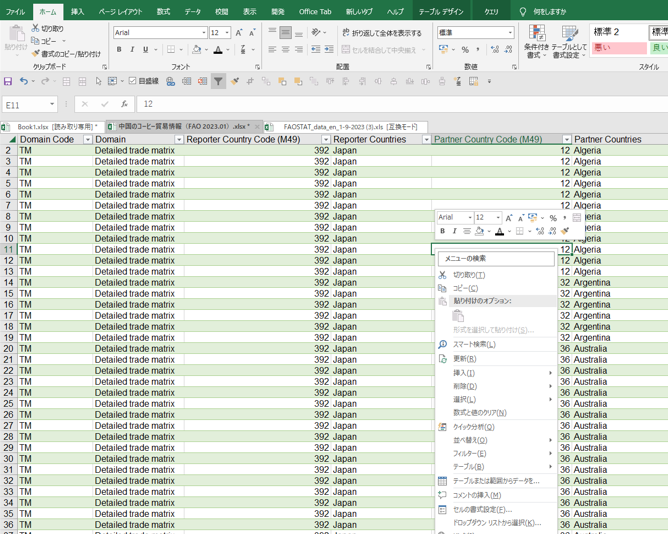 ファイル ホーム 挿入 ページ レイアウト 数式 データ 校閲 表示 開発 Office Tab 新しいタブ ヘルプ テーブル デザイン クエリ 何をしますか
貼り付け
切り取り
コピー
書式のコピー/貼り付け
クリップボード
Arial 12
B I U
フォント
折り返して全体を表示する
セルを結合して中央揃え
配置
標準
数値
条件付き書式
テーブルとして書式設定
標準 2 標準
悪い 良い
スタイル
目盛線
E11 fx 12
Book1.xlsx [読み取り専用] * 中国のコーヒー貿易情報（FAO 2023.01）.xlsx * FAOSTAT_data_en_1-9-2023 (3).xls [互換モード]
Domain Code Domain Reporter Country Code (M49) Reporter Countries Partner Country Code (M49) Partner Countries
2 TM Detailed trade matrix 392 Japan 12 Algeria
3 TM Detailed trade matrix 392 Japan 12 Algeria
4 TM Detailed trade matrix 392 Japan 12 Algeria
5 TM Detailed trade matrix 392 Japan 12 Algeria
6 TM Detailed trade matrix 392 Japan 12 Algeria
7 TM Detailed trade matrix 392 Japan 12 Algeria
8 TM Detailed trade matrix 392 Japan
9 TM Detailed trade matrix 392 Japan
10 TM Detailed trade matrix 392 Japan
11 TM Detailed trade matrix 392 Japan 12 Algeria
12 TM Detailed trade matrix 392 Japan 12 Algeria
13 TM Detailed trade matrix 392 Japan 12 Algeria
14 TM Detailed trade matrix 392 Japan 32 Argentina
15 TM Detailed trade matrix 392 Japan 32 Argentina
16 TM Detailed trade matrix 392 Japan 32 Argentina
17 TM Detailed trade matrix 392 Japan 32 Argentina
18 TM Detailed trade matrix 392 Japan 32 Argentina
19 TM Detailed trade matrix 392 Japan 32 Argentina
20 TM Detailed trade matrix 392 Japan 36 Australia
21 TM Detailed trade matrix 392 Japan 36 Australia
22 TM Detailed trade matrix 392 Japan 36 Australia
23 TM Detailed trade matrix 392 Japan 36 Australia
24 TM Detailed trade matrix 392 Japan 36 Australia
25 TM Detailed trade matrix 392 Japan 36 Australia
26 TM Detailed trade matrix 392 Japan 36 Australia
27 TM Detailed trade matrix 392 Japan 36 Australia
28 TM Detailed trade matrix 392 Japan 36 Australia
29 TM Detailed trade matrix 392 Japan 36 Australia
30 TM Detailed trade matrix 392 Japan 36 Australia
31 TM Detailed trade matrix 392 Japan 36 Australia
32 TM Detailed trade matrix 392 Japan 36 Australia
33 TM Detailed trade matrix 392 Japan 36 Australia
34 TM Detailed trade matrix 392 Japan 36 Australia
35 TM Detailed trade matrix 392 Japan 36 Australia
36 TM Detailed trade matrix 392 Japan 36 Australia
Arial 12 A A %
B I A
メニューの検索
切り取り(T)
コピー(C)
貼り付けのオプション:
形式を選択して貼り付け(S)...
スマート検索(L)
更新(R)
挿入(I)
削除(D)
選択(L)
数式と値のクリア(N)
クイック分析(Q)
並べ替え(O)
フィルター(E)
テーブル(B)
テーブルまたは範囲からデータを...
コメントの挿入(M)
セルの書式設定(F)...
ドロップダウン リストから選択(K)...